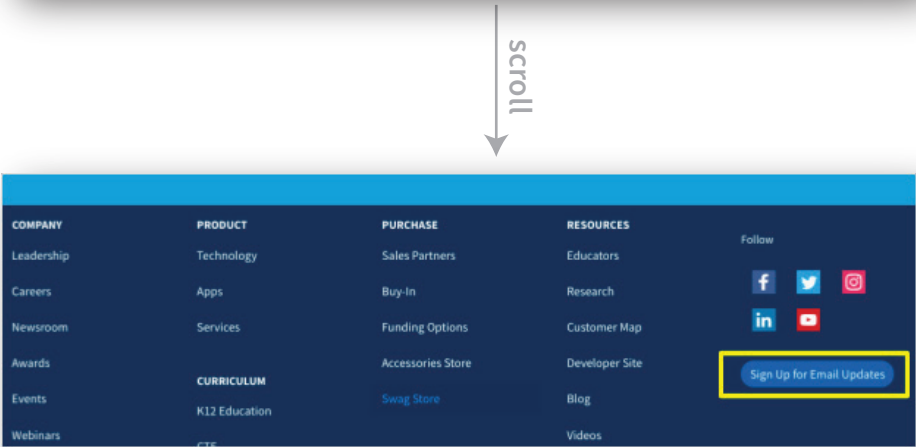 scroll
COMPANY
Leadership
Careers
Newsroom
Awards
Events
Webinars
PRODUCT
Technology
Apps
Services
CURRICULUM
K12 Education
PURCHASE
Sales Partners
Buy-In
Funding Options
Accessories Store
Swag Store
RESOURCES
Educators
Research
Customer Map
Developer Site
Blog
Videos
Follow
f
in
Sign Up for Email Updates